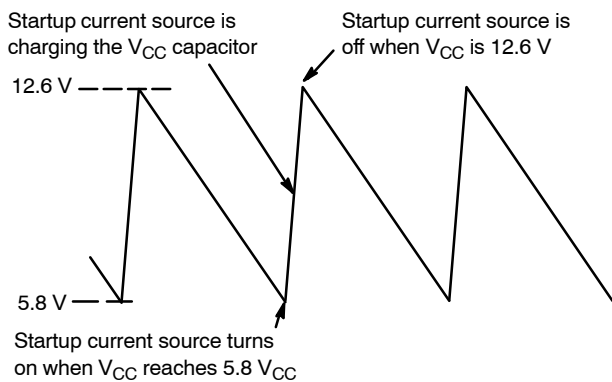 Startup current source is
charging the VCC capacitor
Startup current source is
off when VCC is 12.6 V
12.6 V
5.8 V
Startup current source turns
on when VCC reaches 5.8 VCC